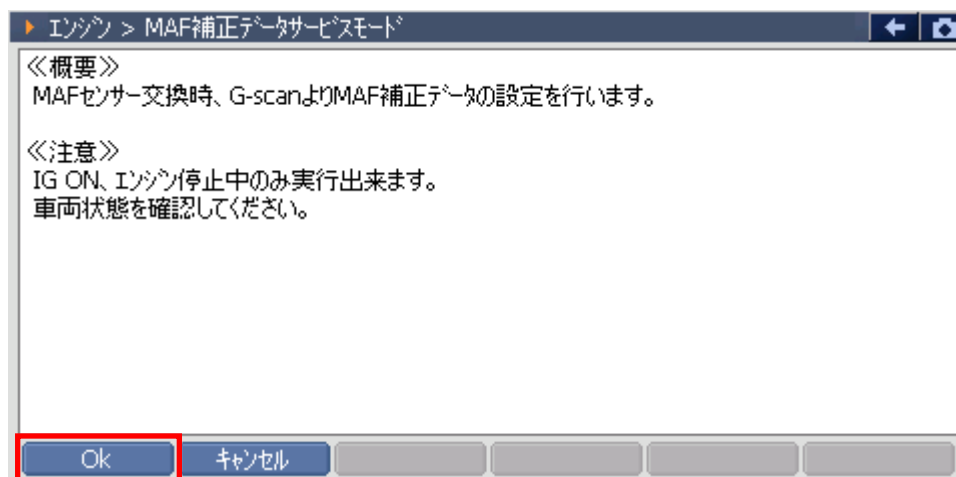 エンジン > MAF補正データサービスモード
≪概要≫
MAFセンサー交換時、G-scanよりMAF補正データの設定を行います。
≪注意≫
IG ON、エンジン停止中のみ実行出来ます。
車両状態を確認してください。
Ok キャンセル